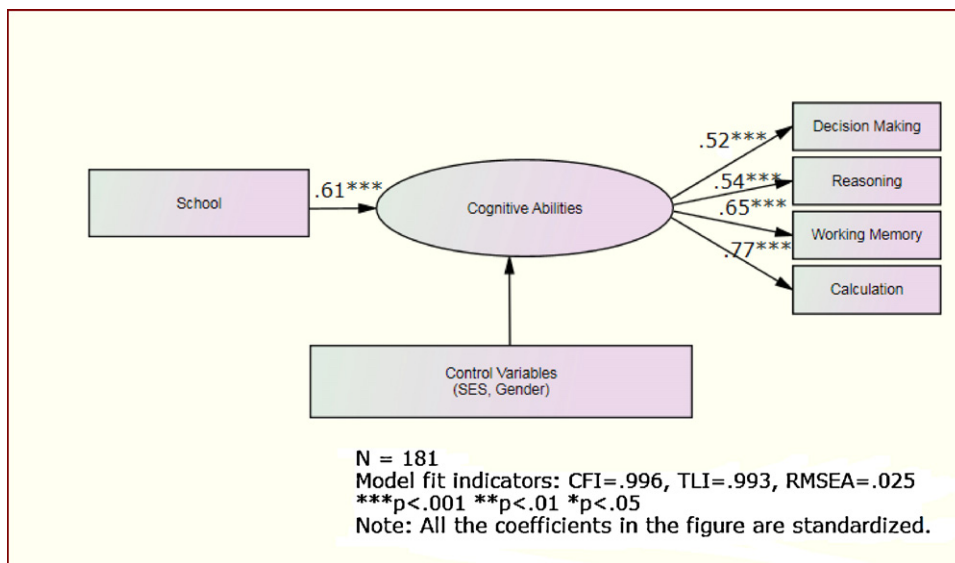 School
.61***
Cognitive Abilities
.52***
.54***
.65***
.77***
Decision Making
Reasoning
Working Memory
Calculation
Control Variables
(SES, Gender)
N = 181
Model fit indicators: CFI=.996, TLI=.993, RMSEA=.025
***p<.001 **p<.01 *p<.05
Note: All the coefficients in the figure are standardized.